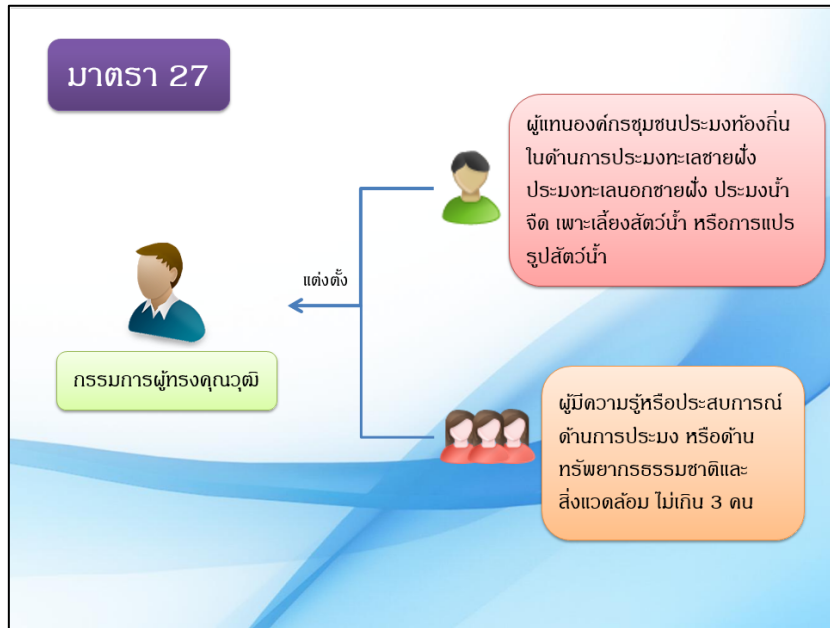 มาตรา 27
ผู้แทนองค์กรชุมชนประมงท้องถิ่น
ในด้านการประมงทะเลชายฝั่ง
ประมงทะเลนอกชายฝั่ง ประมงน้ำ
จืด เพาะเลี้ยงสัตว์น้ำ หรือการแปร
รูปสัตว์น้ำ
แต่งตั้ง
กรรมการผู้ทรงคุณวุฒิ
ผู้มีความรู้หรือประสบการณ์
ด้านการประมง หรือด้าน
ทรัพยากรธรรมชาติและ
สิ่งแวดล้อม ไม่เกิน 3 คน